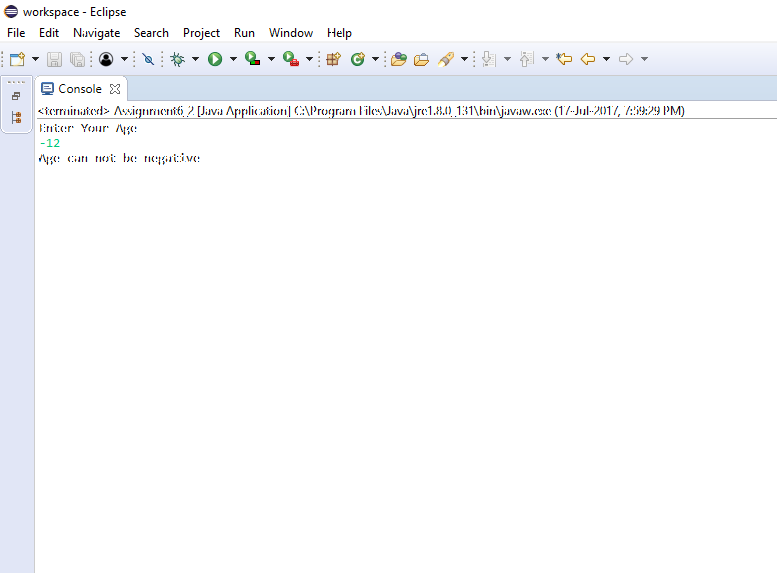 workspace - Eclipse
File Edit Navigate Search Project Run Window Help
Console
<terminated> Assignment6_2 [Java Application] C:\Program Files\Java\jre1.8.0_131\bin\javaw.exe (17-Jul-2017, 7:59:29 PM)
Enter Your Age
-12
Age can not be negative